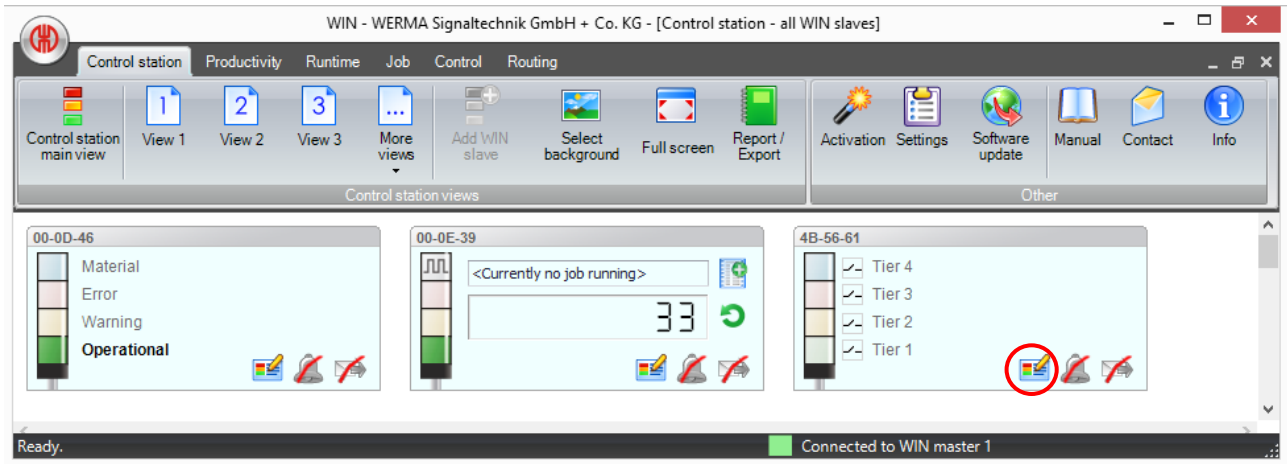 WIN - WERMA Signaltechnik GmbH + Co. KG - [Control station - all WIN slaves]
Control station Productivity Runtime Job Control Routing
Control station
main view
View 1
View 2
View 3
More
views
Add WIN
slave
Select
background
Full screen
Report /
Export
Activation
Settings
Software
update
Manual
Contact
Info
1
2
3
...
i
Control station views
Other
00-0D-46
Material
Error
Warning
Operational
00-0E-39
<Currently no job running>
33
4B-56-61
Tier 4
Tier 3
Tier 2
Tier 1
Ready.
Connected to WIN master 1